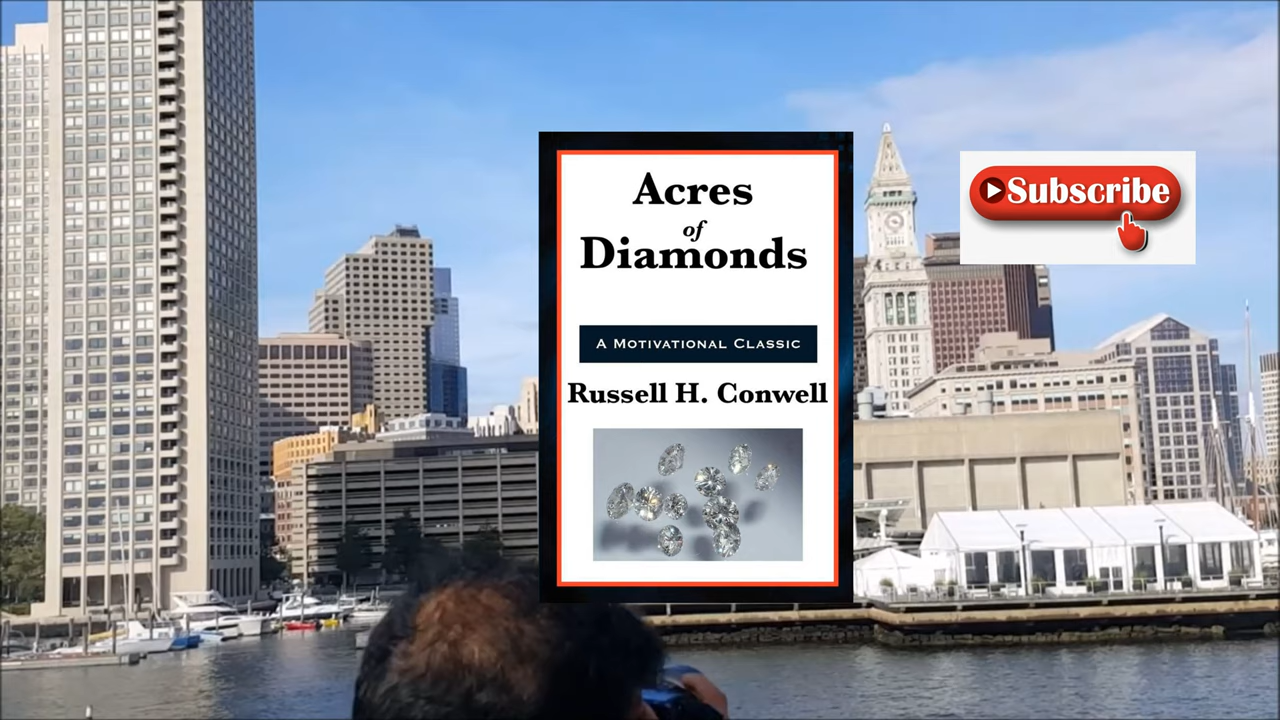 Acres
of
Diamonds
A Motivational Classic
Russell H. Conwell
Subscribe